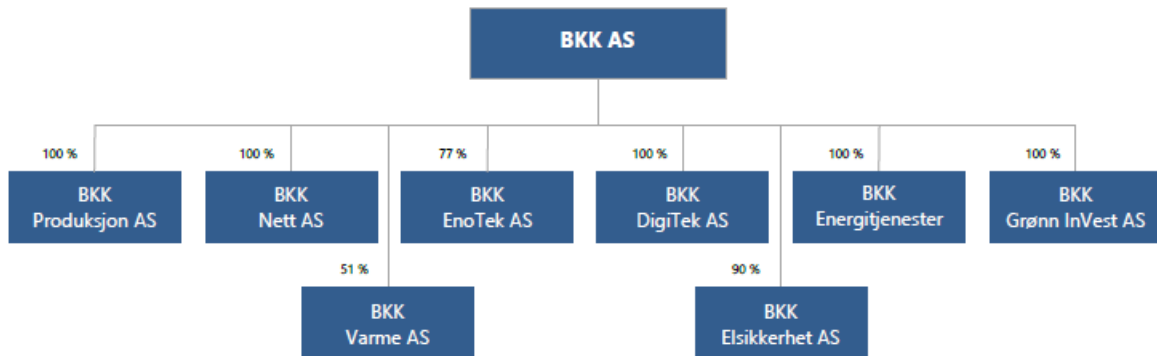 BKK AS
100 %
100 %
77 %
100 %
100 %
100 %
BKK
Produksjon AS
BKK
Nett AS
BKK
EnoTek AS
BKK
DigiTek AS
BKK
Energitjenester
BKK
Grønn InVest AS
51 %
90 %
BKK
Varme AS
BKK
Elsikkerhet AS